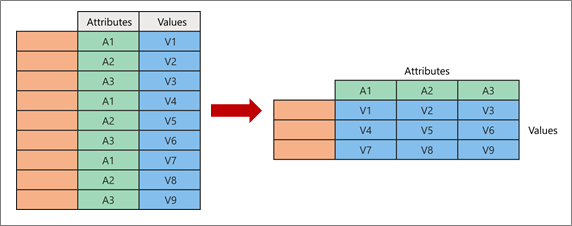 Attributes Values
A1 V1
A2 V2
A3 V3
A1 V4
A2 V5
A3 V6
A1 V7
A2 V8
A3 V9
Attributes
A1 A2 A3
V1 V2 V3
V4 V5 V6
V7 V8 V9
Values